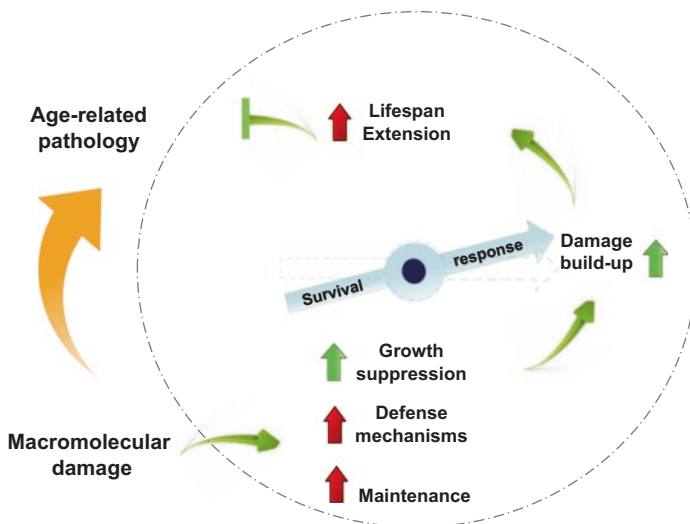 Age-related
pathology
Lifespan
Extension
Survival
response
Damage
build-up
Growth
suppression
Defense
mechanisms
Macromolecular
damage
Maintenance